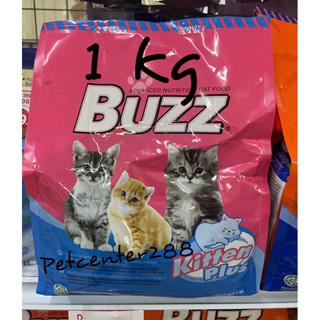 1 kg
ADVANCED NUTRITION CAT FOOD
BUZZ
Petcenter288
Kitten
Plus